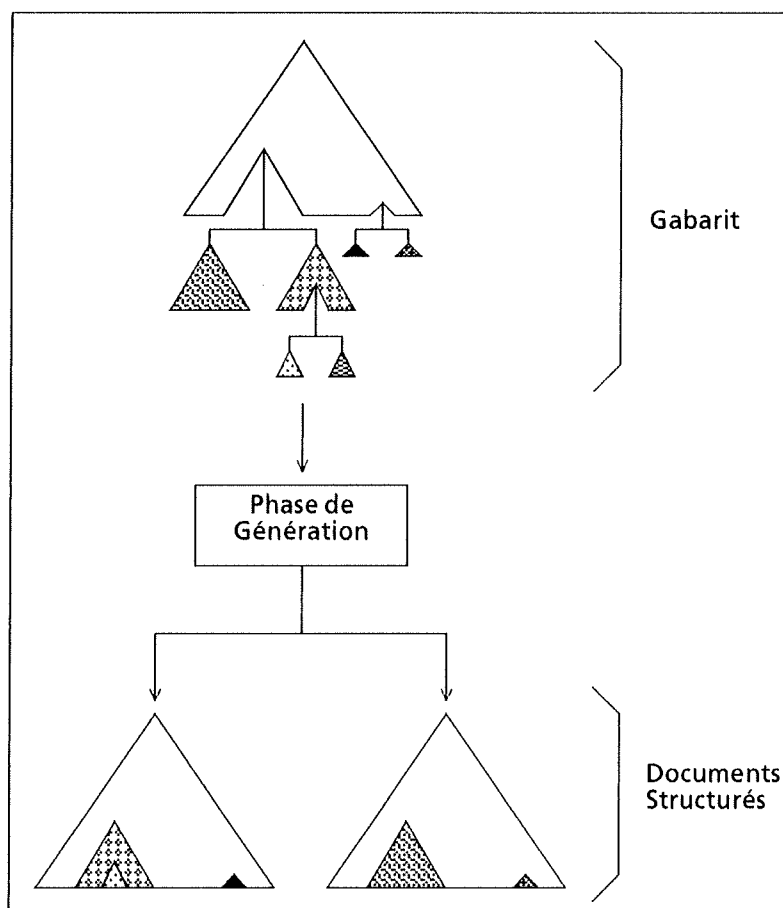 Gabarit
Phase de
Génération
Documents
Structurés